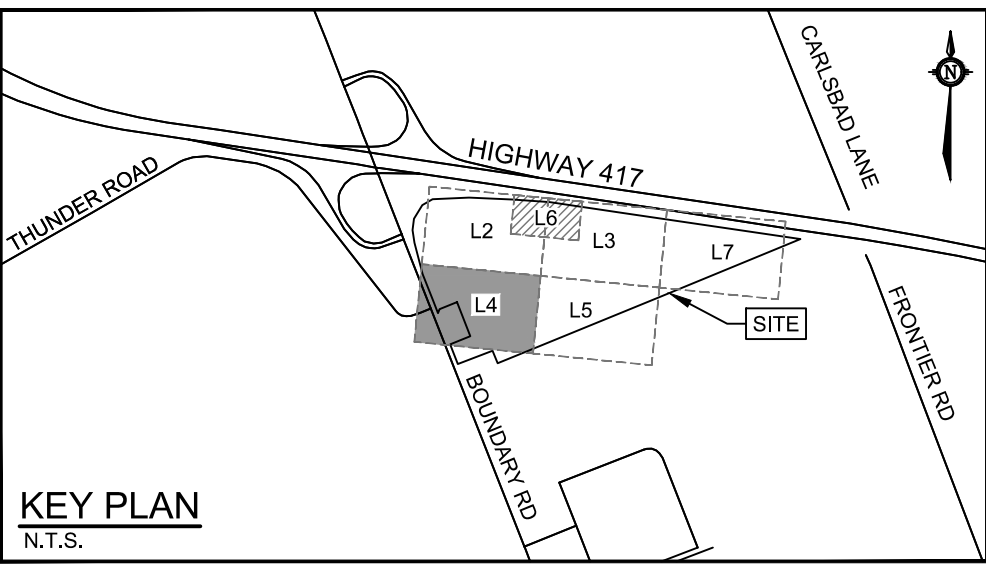 CARLSBAD LANE
N
HIGHWAY 417
THUNDER ROAD
L6
L2
L3
L7
L4
L5
SITE
FRONTIER RD
BOUNDARY RD
KEY PLAN
N.T.S.